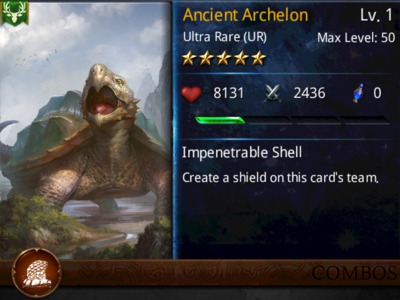 Ancient Archelon Lv. 1
Ultra Rare (UR) Max Level: 50
8131 2436 0
Impenetrable Shell
Create a shield on this card's team,
COMBOS